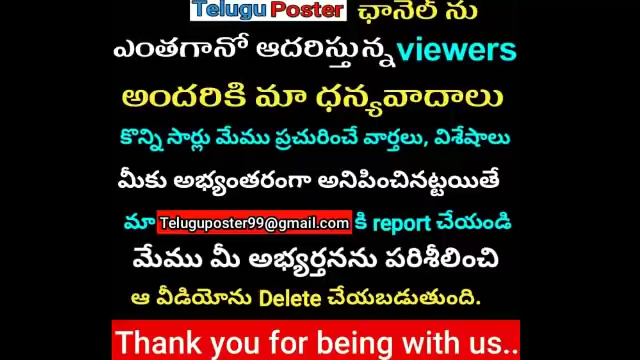 Telugu Poster ఛానెల్ ను
ఎంతగానో ఆదరిస్తున్న viewers
అందరికి మా ధన్యవాదాలు
కొన్ని సార్లు మేము ప్రచురించే వార్తలు, విశేషాలు
మీకు అభ్యంతరంగా అనిపించినట్టయితే
మా Teluguposter99@gmail.com కి report చేయండి
మేము మీ అభ్యర్తనను పరిశీలించి
ఆ వీడియోను Delete చేయబడుతుంది.
Thank you for being with us..